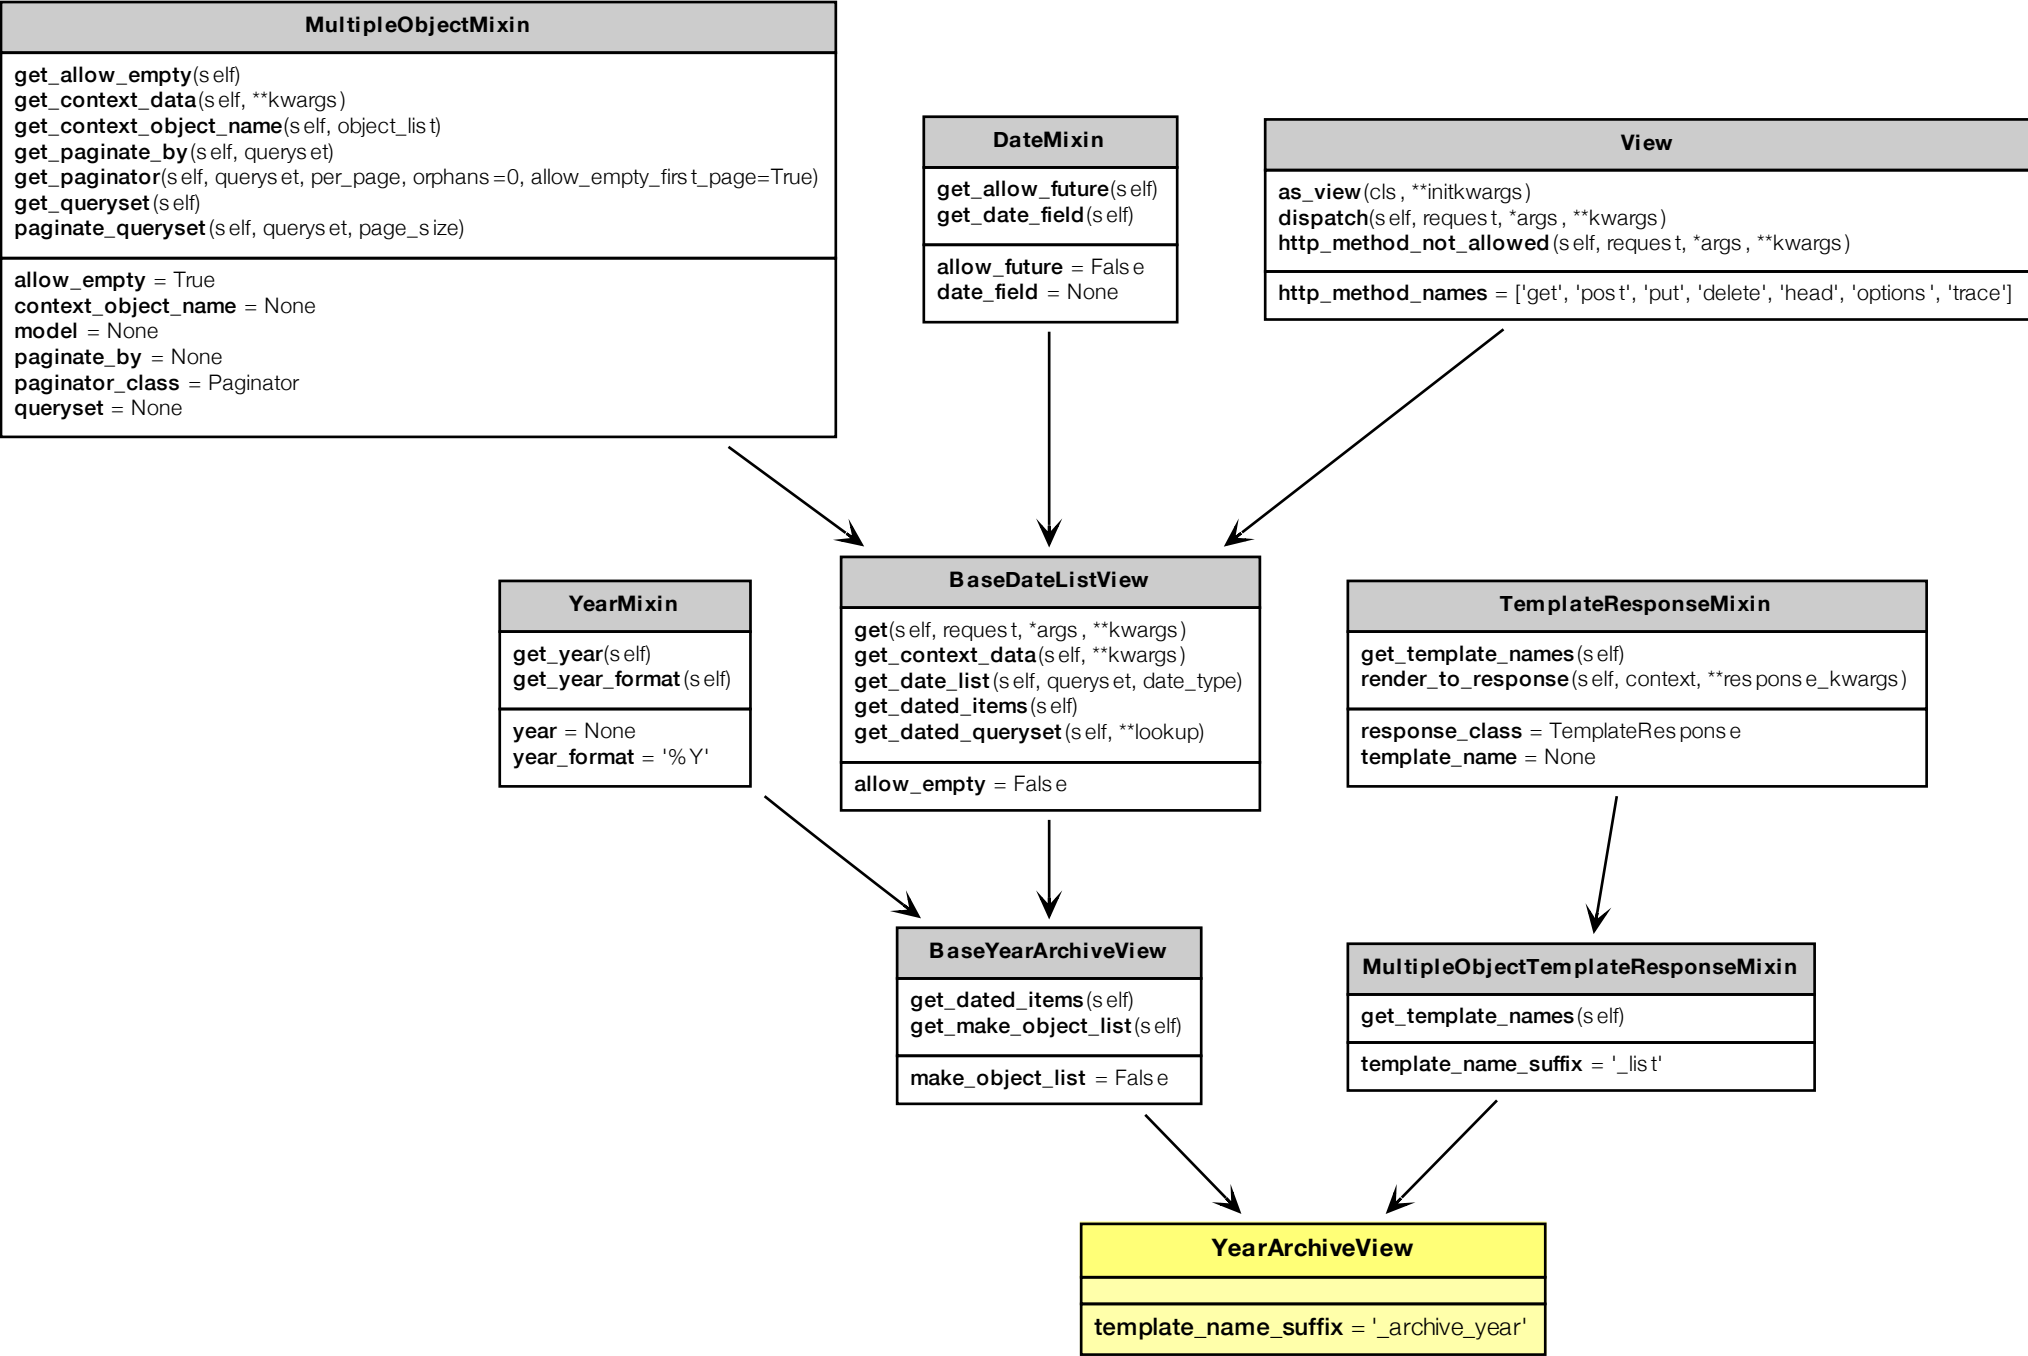 MultipleObjectMixin
get_allow_empty(self)
get_context_data(self, **kwargs)
get_context_object_name(self, object_list)
get_paginate_by(self, queryset)
get_paginator(self, queryset, per_page, orphans=0, allow_empty_first_page=True)
get_queryset(self)
paginate_queryset(self, queryset, page_size)
allow_empty = True
context_object_name = None
model = None
paginate_by = None
paginator_class = Paginator
queryset = None
DateMixin
get_allow_future(self)
get_date_field(self)
allow_future = False
date_field = None
View
as_view(cls, **initkwargs)
dispatch(self, request, *args, **kwargs)
http_method_not_allowed(self, request, *args, **kwargs)
http_method_names = ['get', 'post', 'put', 'delete', 'head', 'options', 'trace']
YearMixin
get_year(self)
get_year_format(self)
year = None
year_format = '%Y'
BaseDateListView
get(self, request, *args, **kwargs)
get_context_data(self, **kwargs)
get_date_list(self, queryset, date_type)
get_dated_items(self)
get_dated_queryset(self, **lookup)
allow_empty = False
TemplateResponseMixin
get_template_names(self)
render_to_response(self, context, **response_kwargs)
response_class = TemplateResponse
template_name = None
BaseYearArchiveView
get_dated_items(self)
get_make_object_list(self)
make_object_list = False
MultipleObjectTemplateResponseMixin
get_template_names(self)
template_name_suffix = '_list'
YearArchiveView
template_name_suffix = '_archive_year'